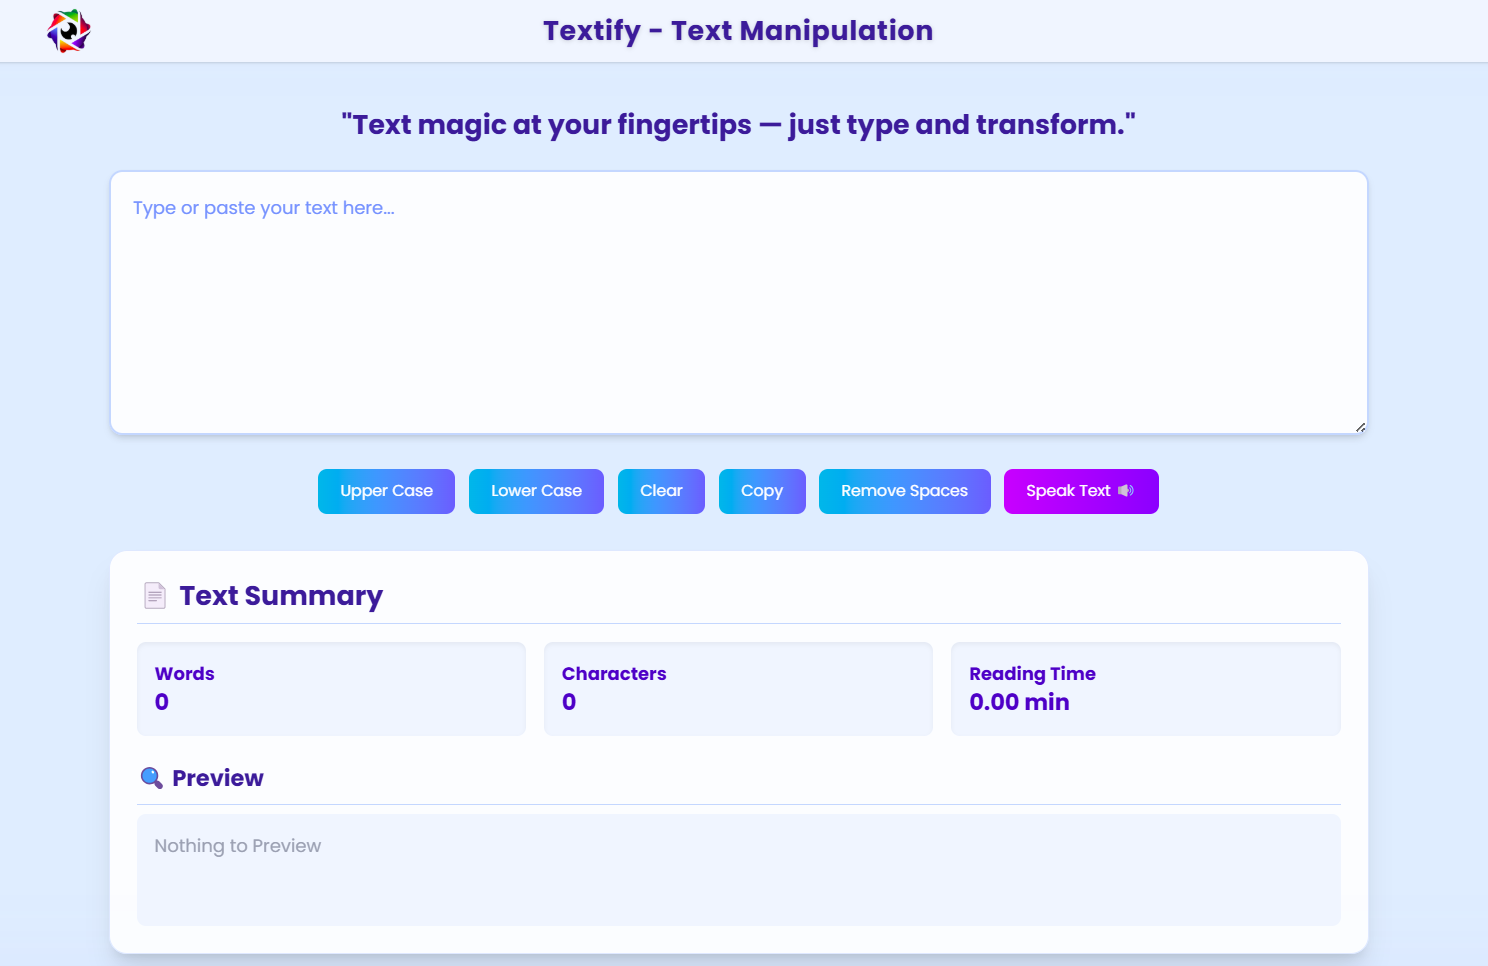 Textify - Text Manipulation
"Text magic at your fingertips — just type and transform."
Type or paste your text here...
Upper Case Lower Case Clear Copy Remove Spaces Speak Text 🔊
📄 Text Summary
Words Characters Reading Time
0 0 0.00 min
🔍 Preview
Nothing to Preview